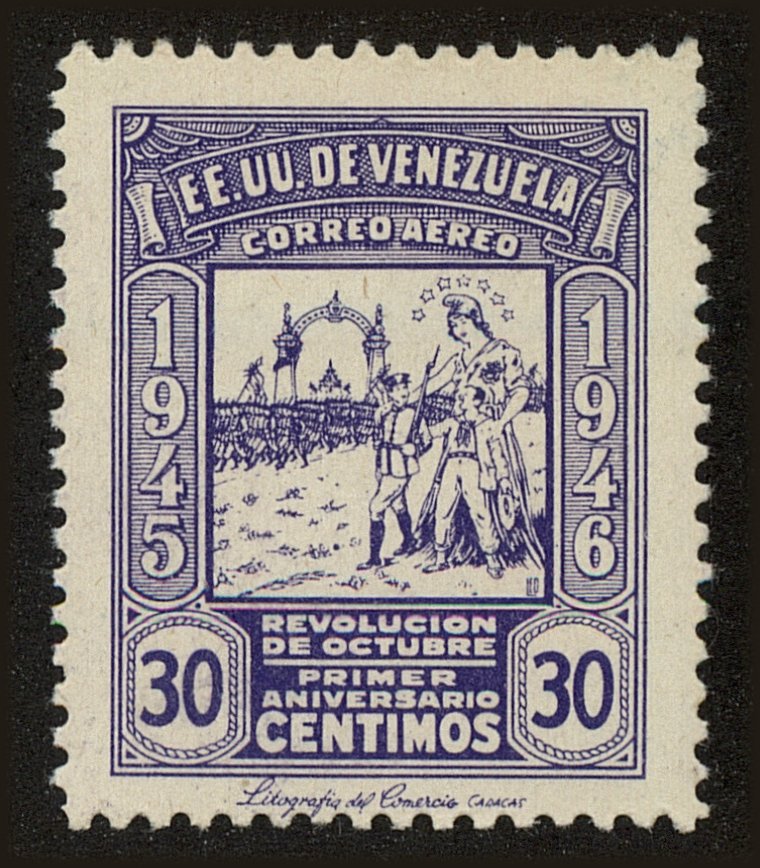 EE. UU. DE VENEZUELA
CORREO AEREO
1945
1946
REVOLUCION
DE OCTUBRE
PRIMER
ANIVERSARIO
CENTIMOS
30
30
LLO
Litografia del Comercio CARACAS